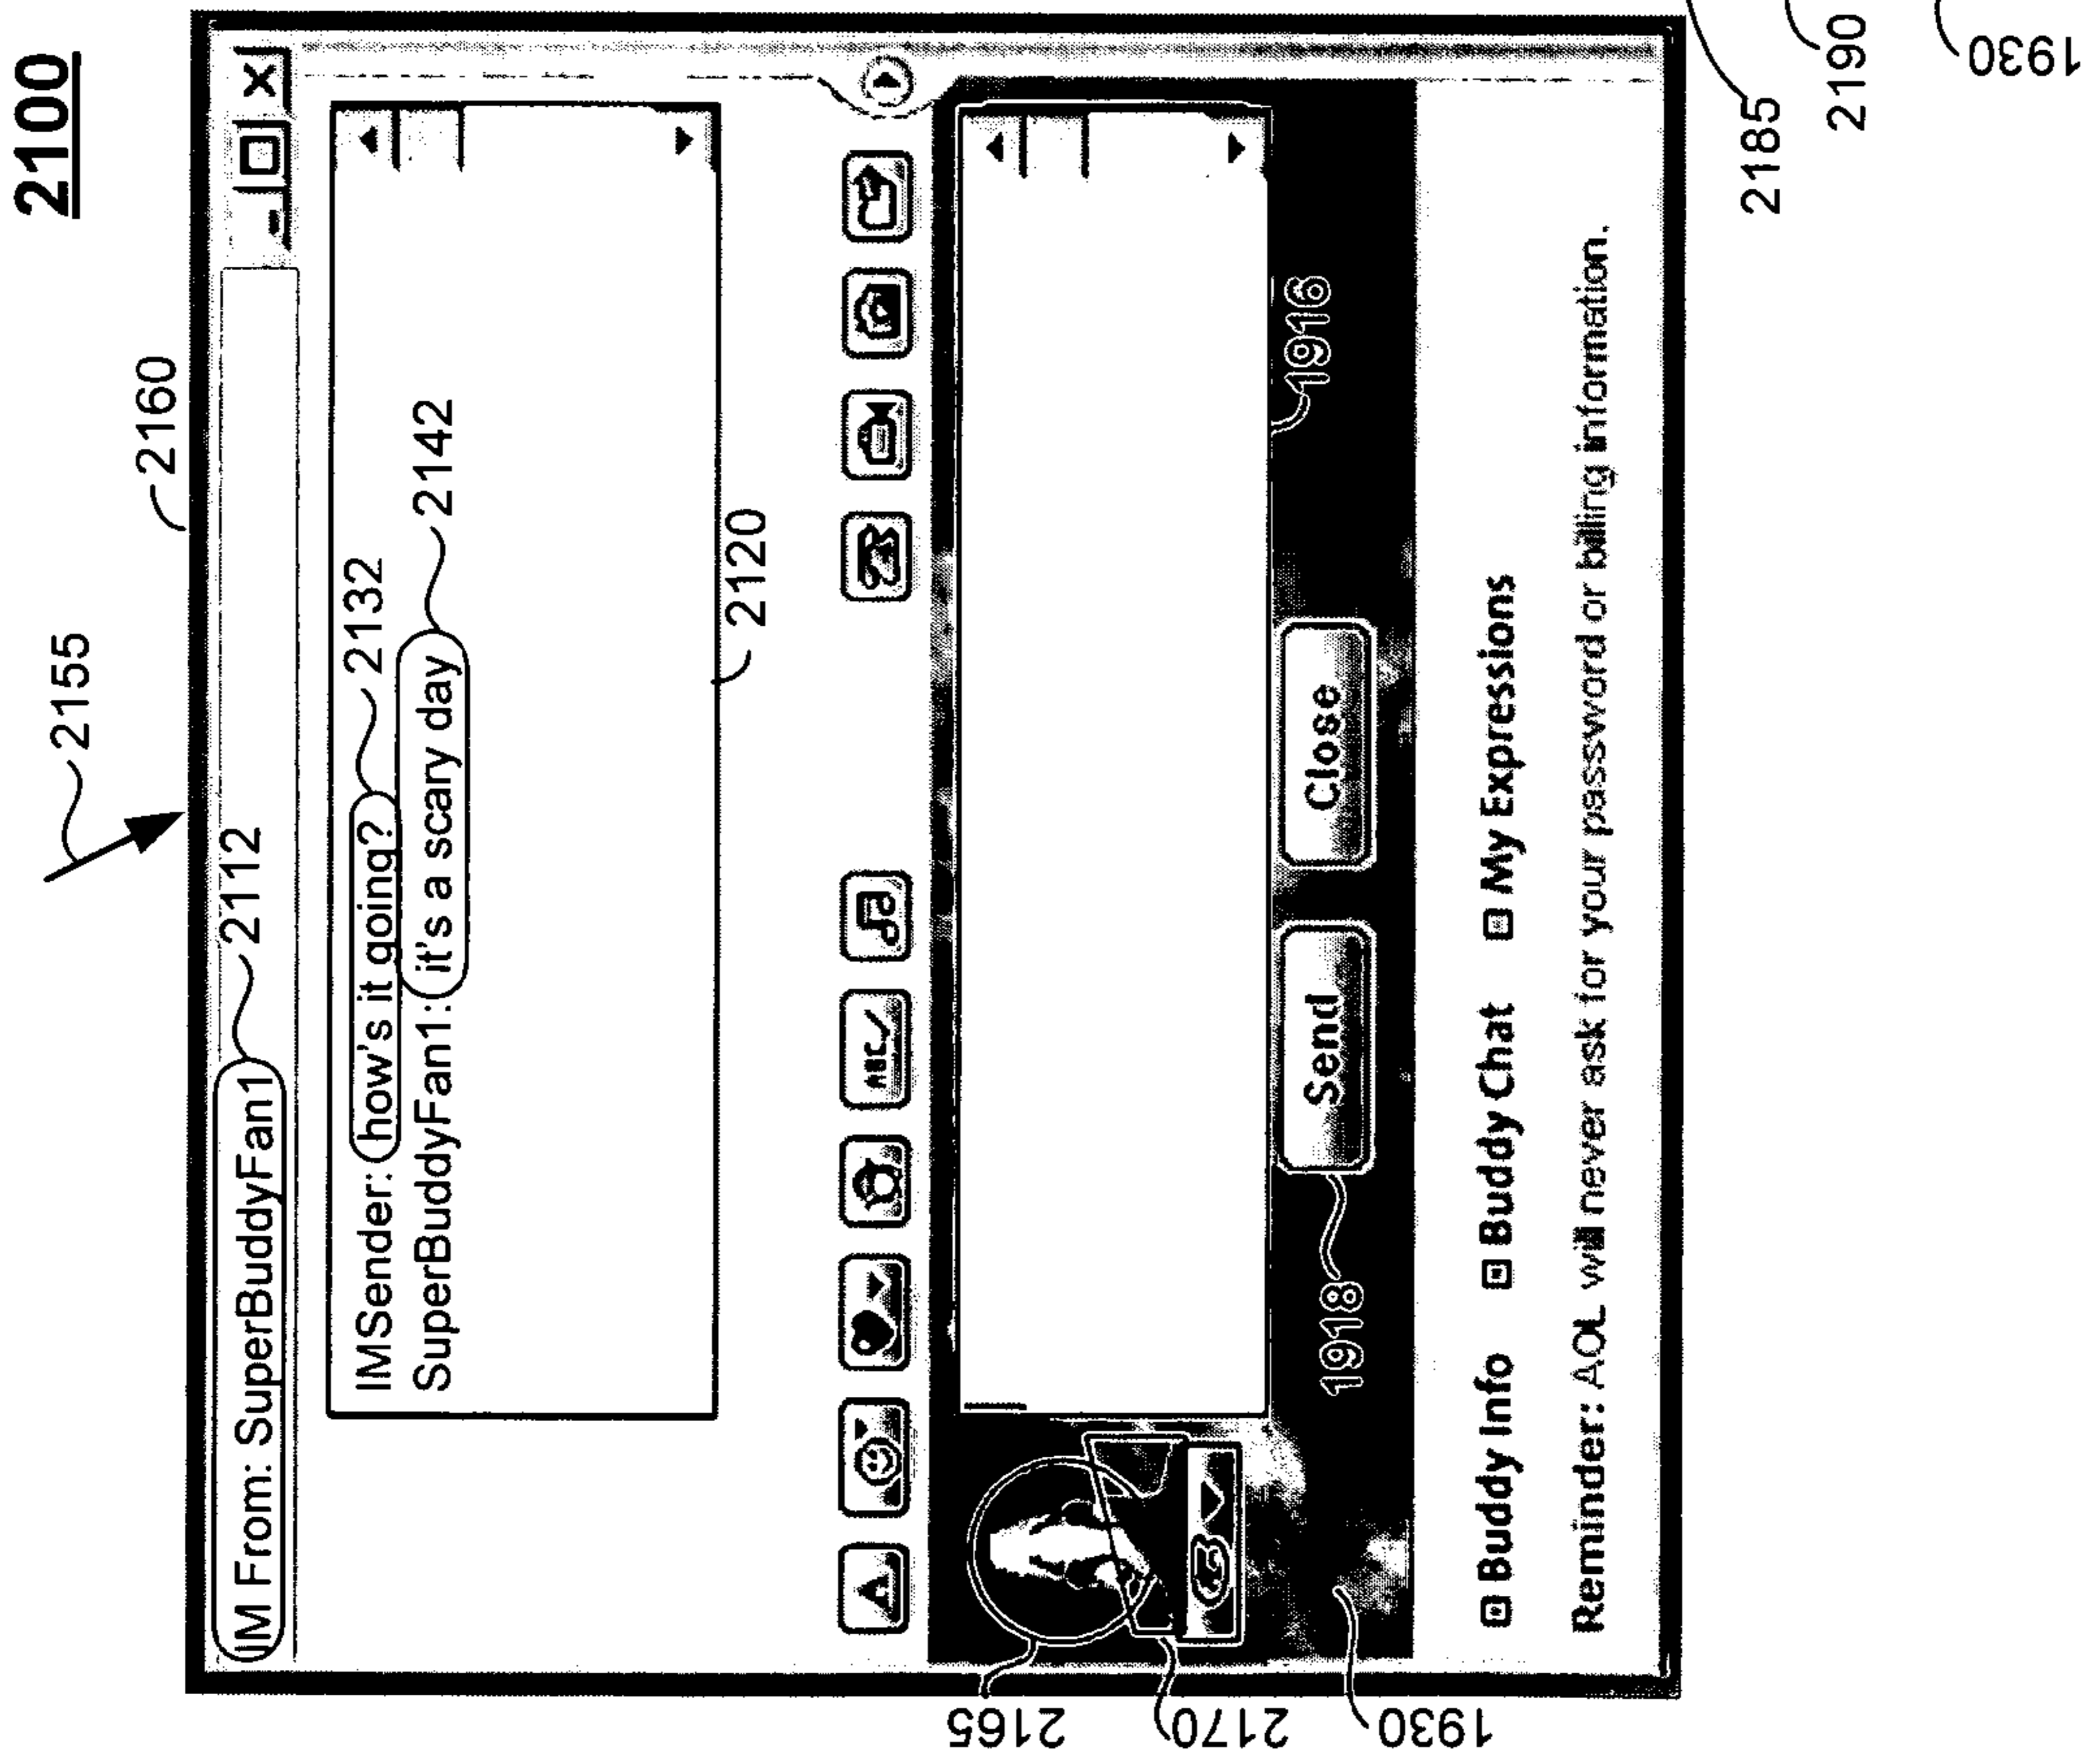 2100
2155
2160
IM From: SuperBuddyFan1
2112
IMSender: how's it going?
2132
SuperBuddyFan1: it's a scary day
2142
2120
ABC
1916
Send
Close
1918
2165
2170
1930
Buddy Info
Buddy Chat
My Expressions
Reminder: AOL will never ask for your password or billing information.
2185
2190
1930